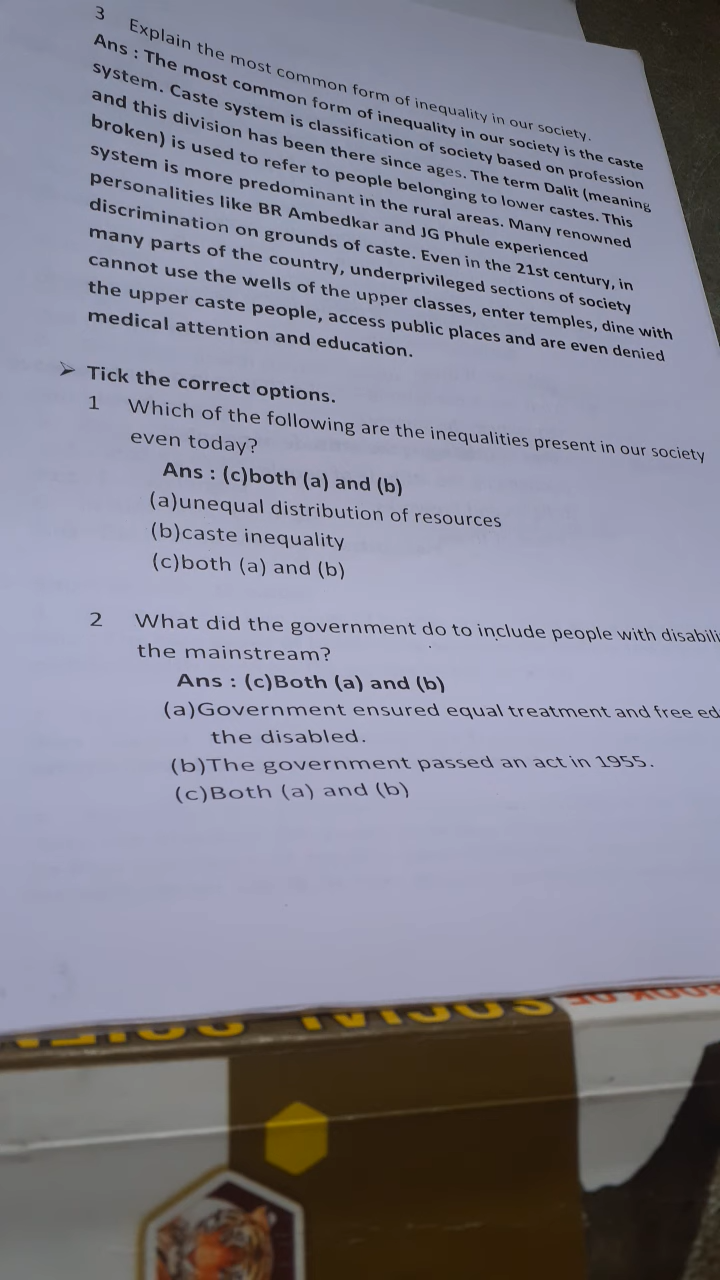 3 Explain the most common form of inequality in our society.
Ans : The most common form of inequality in our society is the caste
system. Caste system is classification of society based on profession
and this division has been there since ages. The term Dalit (meaning
broken) is used to refer to people belonging to lower castes. This
system is more predominant in the rural areas. Many renowned
personalities like BR Ambedkar and JG Phule experienced
discrimination on grounds of caste. Even in the 21st century, in
many parts of the country, underprivileged sections of society
cannot use the wells of the upper classes, enter temples, dine with
the upper caste people, access public places and are even denied
medical attention and education.
➢ Tick the correct options.
1 Which of the following are the inequalities present in our society
even today?
Ans : (c)both (a) and (b)
(a)unequal distribution of resources
(b)caste inequality
(c)both (a) and (b)
2 What did the government do to include people with disabili
the mainstream?
Ans : (c)Both (a) and (b)
(a)Government ensured equal treatment and free ed
the disabled.
(b)The government passed an act in 1955.
(c)Both (a) and (b)
SOCIAL